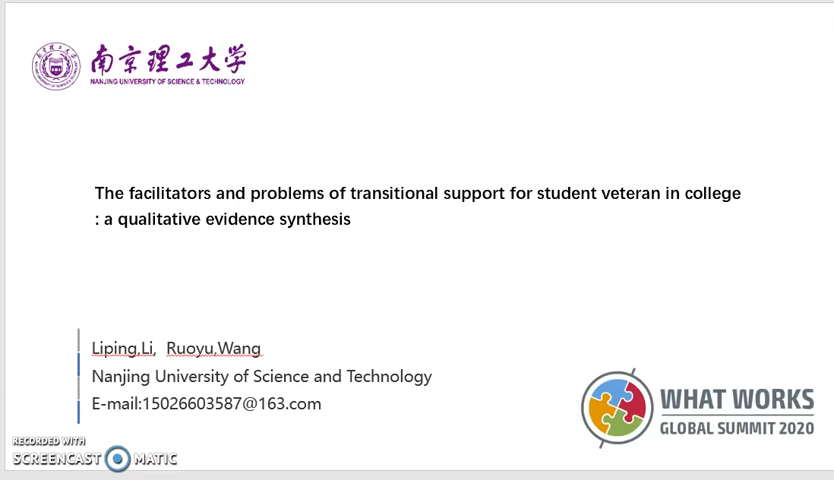 南京理工大学
NANJING UNIVERSITY OF SCIENCE & TECHNOLOGY
The facilitators and problems of transitional support for student veteran in college
: a qualitative evidence synthesis
Liping,Li, Ruoyu,Wang
Nanjing University of Science and Technology
E-mail:15026603587@163.com
WHAT WORKS
GLOBAL SUMMIT 2020
RECORDED WITH
SCREENCAST MATIC